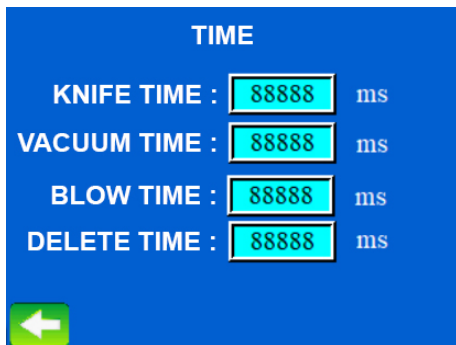 TIME
KNIFE TIME : 88888 ms
VACUUM TIME : 88888 ms
BLOW TIME : 88888 ms
DELETE TIME : 88888 ms